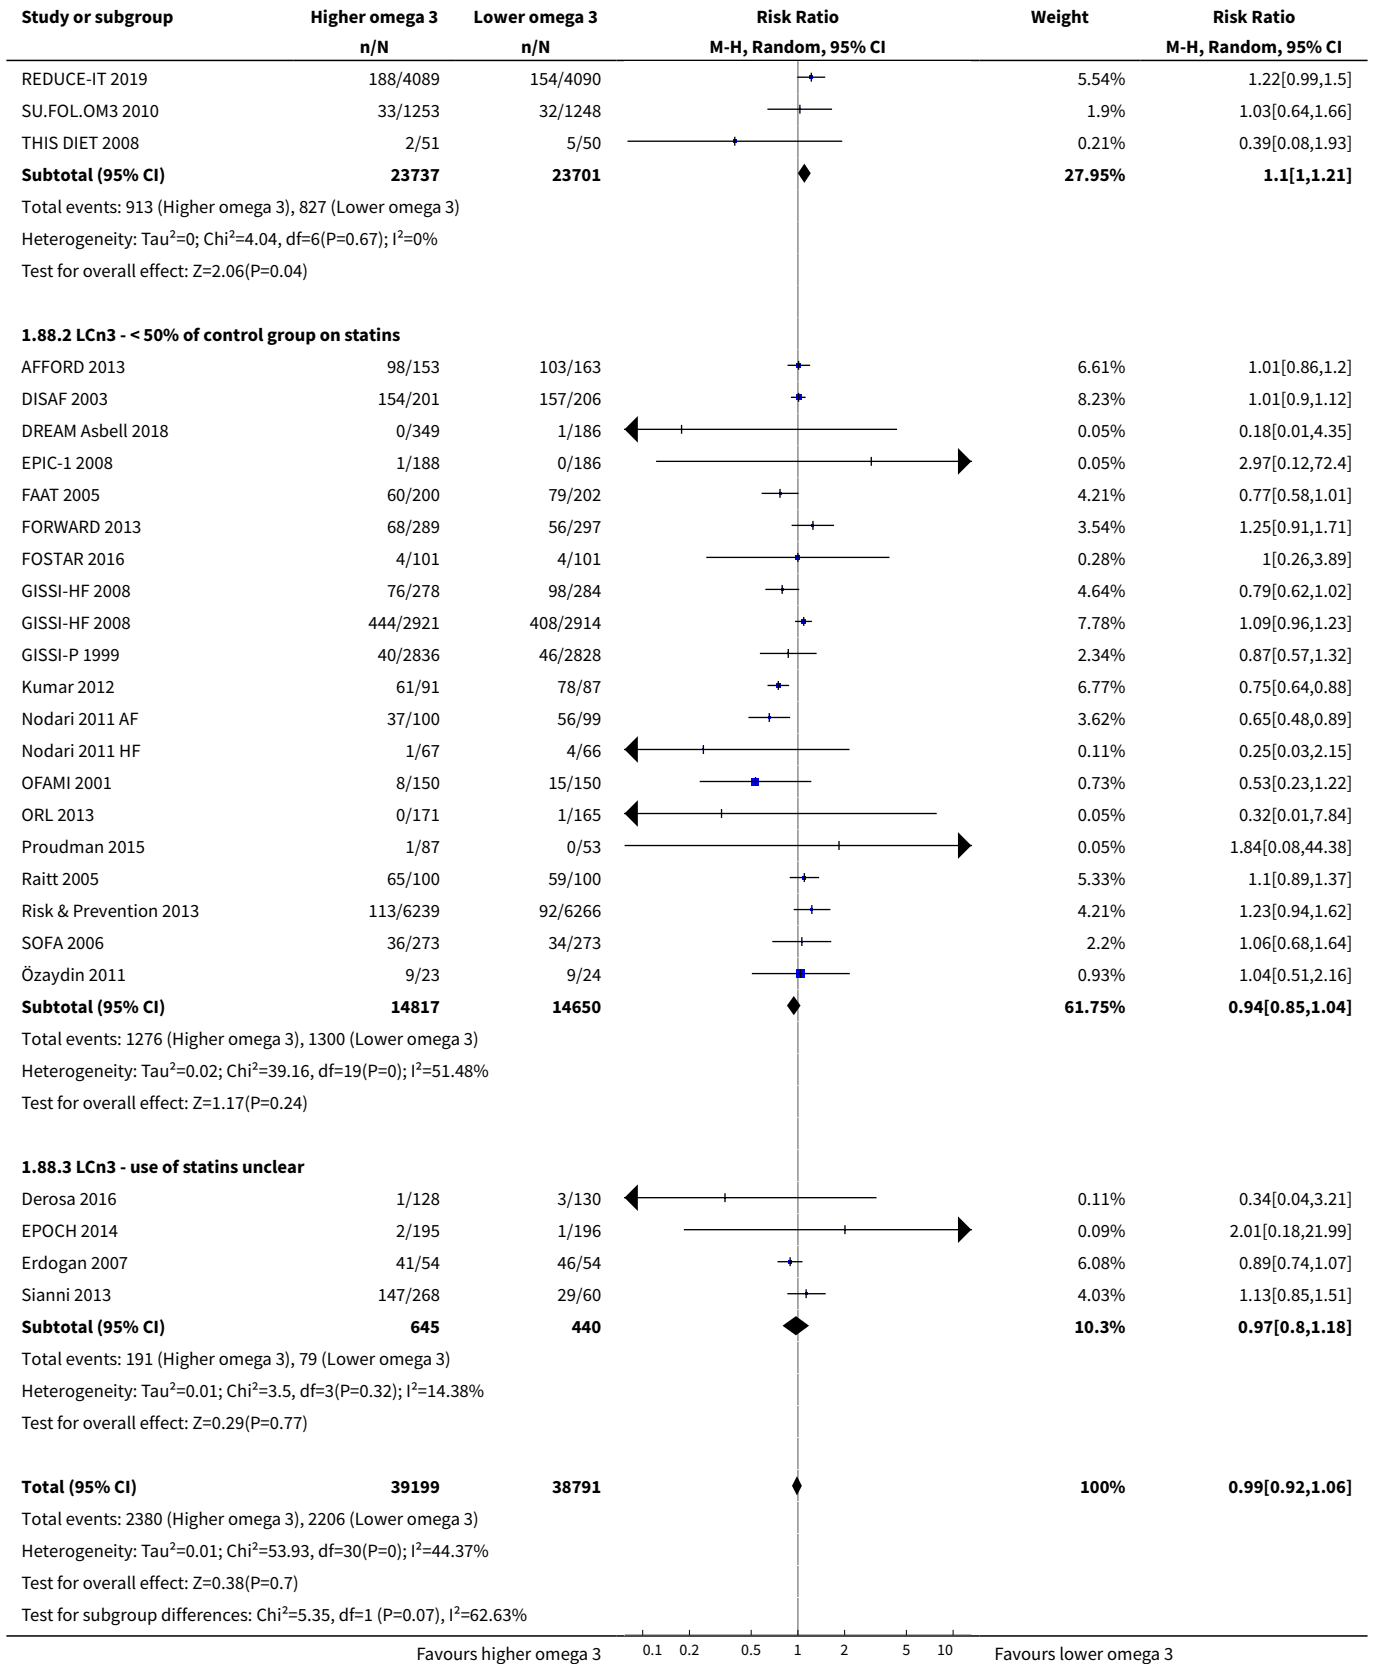 Study or subgroup Higher omega 3 Lower omega 3 Risk Ratio Weight Risk Ratio
n/N n/N M-H, Random, 95% CI M-H, Random, 95% CI
REDUCE-IT 2019 188/4089 154/4090 5.54% 1.22[0.99,1.5]
SU.FOL.OM3 2010 33/1253 32/1248 1.9% 1.03[0.64,1.66]
THIS DIET 2008 2/51 5/50 0.21% 0.39[0.08,1.93]
Subtotal (95% CI) 23737 23701 27.95% 1.1[1,1.21]
Total events: 913 (Higher omega 3), 827 (Lower omega 3)
Heterogeneity: Tau²=0; Chi²=4.04, df=6(P=0.67); I²=0%
Test for overall effect: Z=2.06(P=0.04)
1.88.2 LCn3 - < 50% of control group on statins
AFFORD 2013 98/153 103/163 6.61% 1.01[0.86,1.2]
DISAF 2003 154/201 157/206 8.23% 1.01[0.9,1.12]
DREAM Asbell 2018 0/349 1/186 0.05% 0.18[0.01,4.35]
EPIC-1 2008 1/188 0/186 0.05% 2.97[0.12,72.4]
FAAT 2005 60/200 79/202 4.21% 0.77[0.58,1.01]
FORWARD 2013 68/289 56/297 3.54% 1.25[0.91,1.71]
FOSTAR 2016 4/101 4/101 0.28% 1[0.26,3.89]
GISSI-HF 2008 76/278 98/284 4.64% 0.79[0.62,1.02]
GISSI-HF 2008 444/2921 408/2914 7.78% 1.09[0.96,1.23]
GISSI-P 1999 40/2836 46/2828 2.34% 0.87[0.57,1.32]
Kumar 2012 61/91 78/87 6.77% 0.75[0.64,0.88]
Nodari 2011 AF 37/100 56/99 3.62% 0.65[0.48,0.89]
Nodari 2011 HF 1/67 4/66 0.11% 0.25[0.03,2.15]
OFAMI 2001 8/150 15/150 0.73% 0.53[0.23,1.22]
ORL 2013 0/171 1/165 0.05% 0.32[0.01,7.84]
Proudman 2015 1/87 0/53 0.05% 1.84[0.08,44.38]
Raitt 2005 65/100 59/100 5.33% 1.1[0.89,1.37]
Risk & Prevention 2013 113/6239 92/6266 4.21% 1.23[0.94,1.62]
SOFA 2006 36/273 34/273 2.2% 1.06[0.68,1.64]
Özaydin 2011 9/23 9/24 0.93% 1.04[0.51,2.16]
Subtotal (95% CI) 14817 14650 61.75% 0.94[0.85,1.04]
Total events: 1276 (Higher omega 3), 1300 (Lower omega 3)
Heterogeneity: Tau²=0.02; Chi²=39.16, df=19(P=0); I²=51.48%
Test for overall effect: Z=1.17(P=0.24)
1.88.3 LCn3 - use of statins unclear
Derosa 2016 1/128 3/130 0.11% 0.34[0.04,3.21]
EPOCH 2014 2/195 1/196 0.09% 2.01[0.18,21.99]
Erdogan 2007 41/54 46/54 6.08% 0.89[0.74,1.07]
Sianni 2013 147/268 29/60 4.03% 1.13[0.85,1.51]
Subtotal (95% CI) 645 440 10.3% 0.97[0.8,1.18]
Total events: 191 (Higher omega 3), 79 (Lower omega 3)
Heterogeneity: Tau²=0.01; Chi²=3.5, df=3(P=0.32); I²=14.38%
Test for overall effect: Z=0.29(P=0.77)
Total (95% CI) 39199 38791 100% 0.99[0.92,1.06]
Total events: 2380 (Higher omega 3), 2206 (Lower omega 3)
Heterogeneity: Tau²=0.01; Chi²=53.93, df=30(P=0); I²=44.37%
Test for overall effect: Z=0.38(P=0.7)
Test for subgroup differences: Chi²=5.35, df=1 (P=0.07), I²=62.63%
Favours higher omega 3 0.1 0.2 0.5 1 2 5 10 Favours lower omega 3